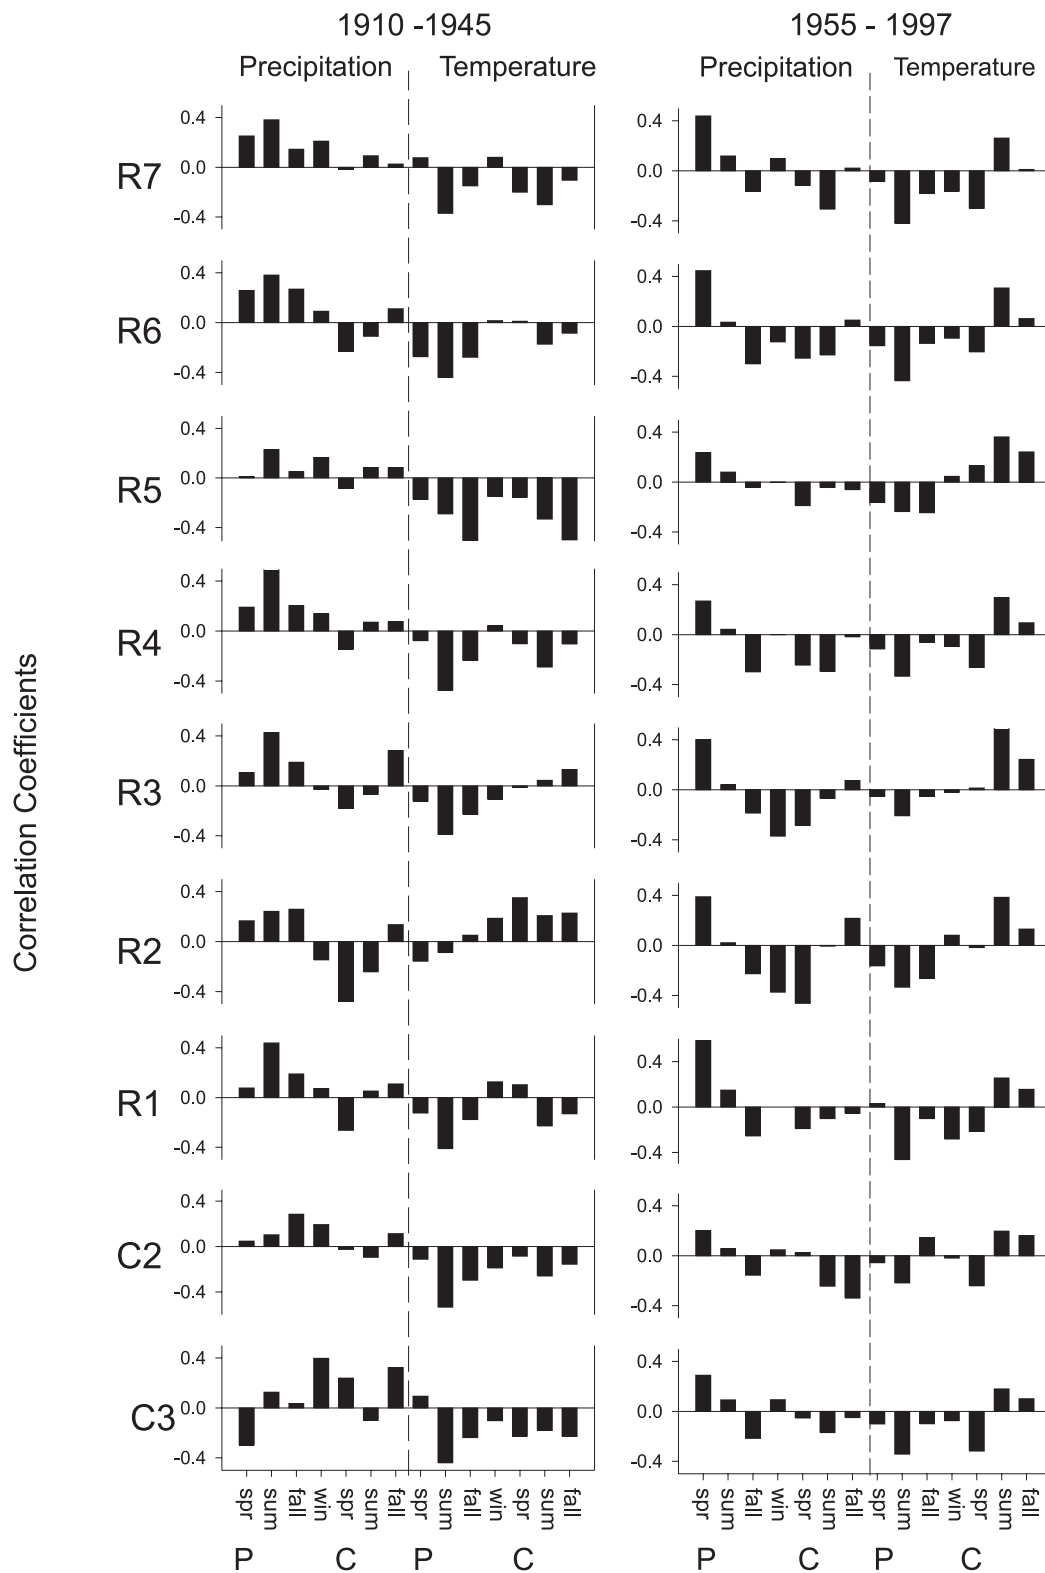 1910 -1945 1955 - 1997
Precipitation Temperature Precipitation Temperature
Correlation Coefficients
R7 0.4 0.0 -0.4 0.4 0.0 -0.4
R6 0.4 0.0 -0.4 0.4 0.0 -0.4
R5 0.4 0.0 -0.4 0.4 0.0 -0.4
R4 0.4 0.0 -0.4 0.4 0.0 -0.4
R3 0.4 0.0 -0.4 0.4 0.0 -0.4
R2 0.4 0.0 -0.4 0.4 0.0 -0.4
R1 0.4 0.0 -0.4 0.4 0.0 -0.4
C2 0.4 0.0 -0.4 0.4 0.0 -0.4
C3 0.4 0.0 -0.4 0.4 0.0 -0.4
spr sum fall win spr sum fall spr sum fall win spr sum fall spr sum fall win spr sum fall spr sum fall win spr sum fall
P C P C P C P C